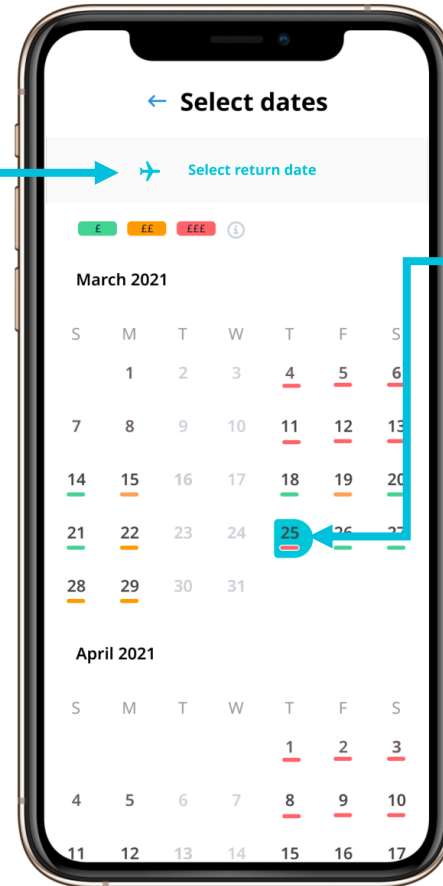 ← Select dates
Select return date
£ ££ £££ i
March 2021
S M T W T F S
1 2 3 4 5 6
7 8 9 10 11 12 13
14 15 16 17 18 19 20
21 22 23 24 25 26 27
28 29 30 31
April 2021
S M T W T F S
1 2 3
4 5 6 7 8 9 10
11 12 13 14 15 16 17